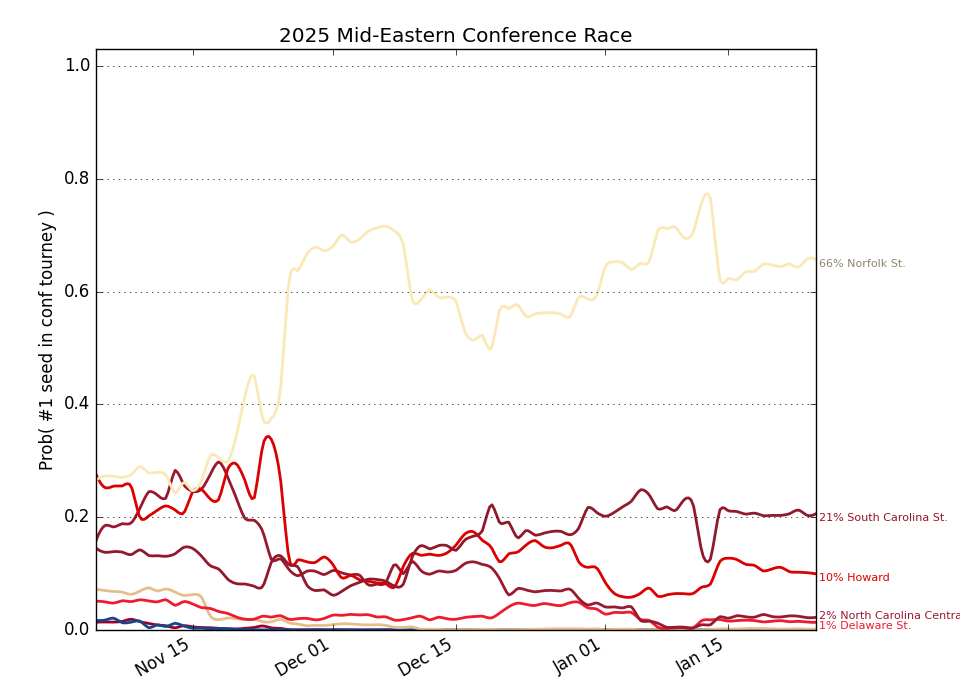 2025 Mid-Eastern Conference Race
Prob( #1 seed in conf tourney )
1.0
0.8
0.6
0.4
0.2
0.0
Nov 15
Dec 01
Dec 15
Jan 01
Jan 15
66% Norfolk St.
21% South Carolina St.
10% Howard
2% North Carolina Centra
1% Delaware St.